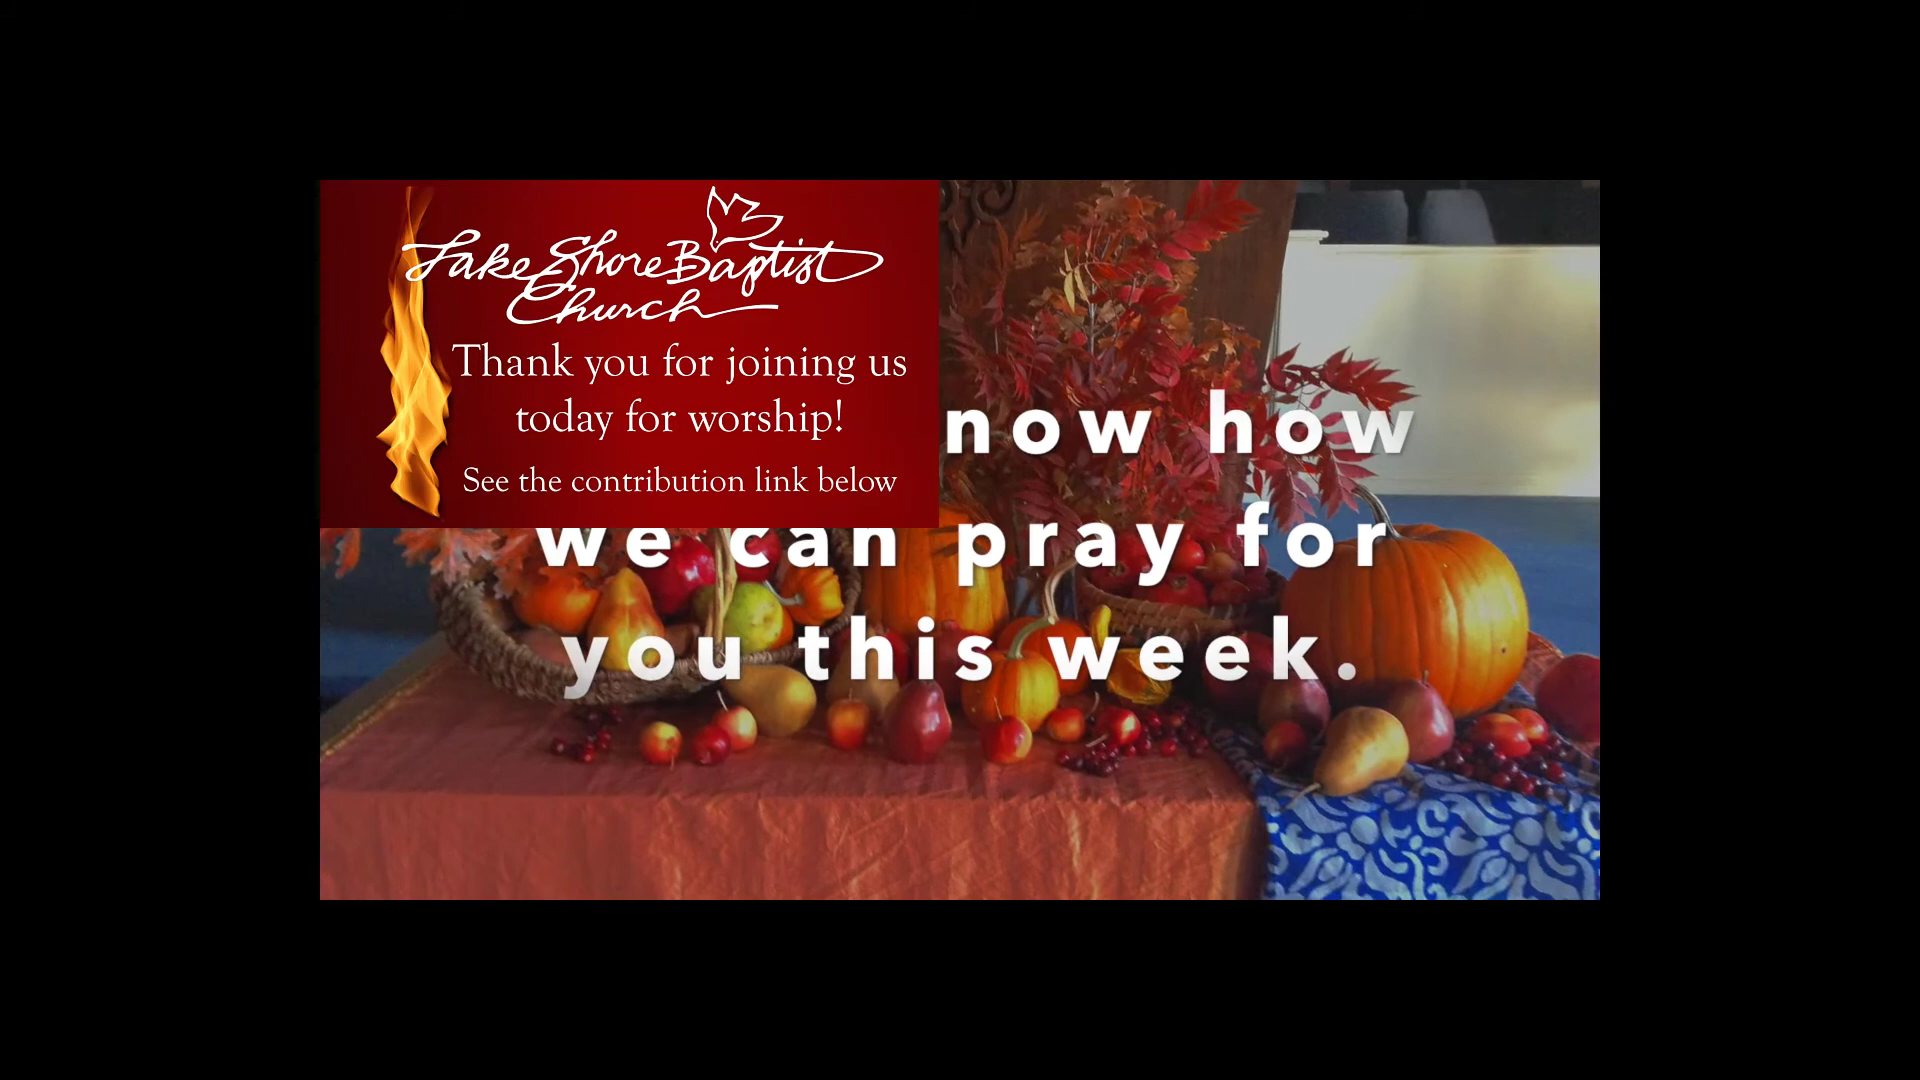 Lake Shore Baptist
Church
Thank you for joining us
today for worship!
See the contribution link below
now how
we can pray for
you this week.